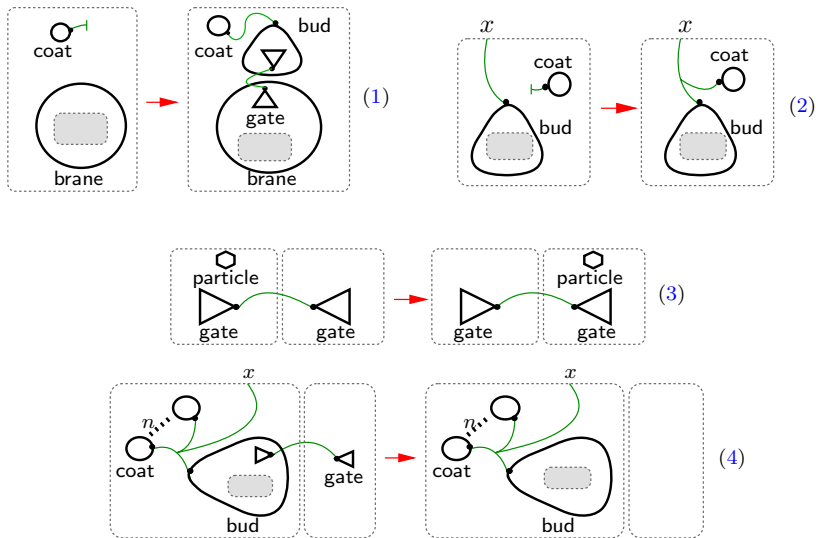 coat
brane
coat
bud
gate
brane
(1)
x
coat
bud
x
coat
bud
(2)
particle
gate
gate
particle
gate
gate
(3)
x
n
coat
bud
gate
x
n
coat
bud
(4)